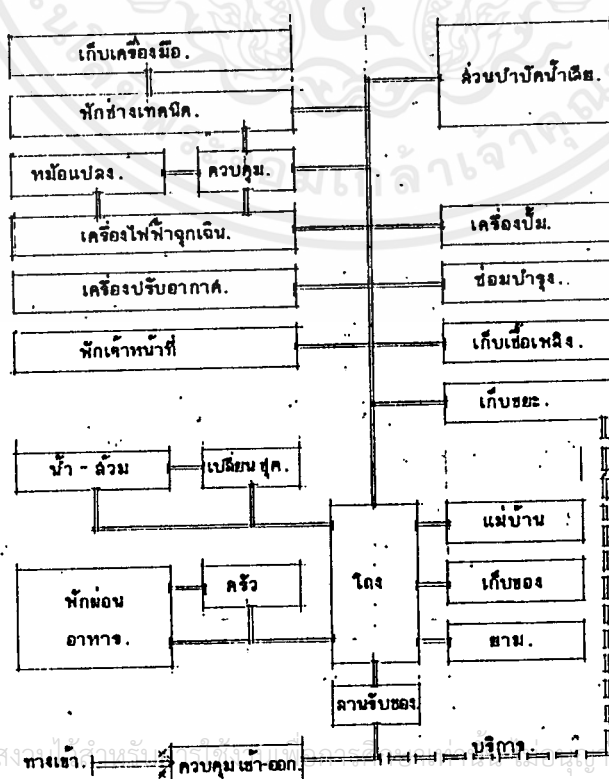 เก็บเครื่องมือ.
ส่วนบำบัดน้ำเสีย.
พักช่างเทคนิค.
หม้อแปลง.
ควบคุม.
เครื่องไฟฟ้าฉุกเฉิน.
เครื่องปั๊ม.
เครื่องปรับอากาศ.
ซ่อมบำรุง.
พักเจ้าหน้าที่
เก็บเชื้อเพลิง.
เก็บขยะ.
น้ำ - ส้วม
เปลี่ยนชุด.
แม่บ้าน
พักผ่อน
อาหาร.
ครัว
โถง
เก็บของ
ยาม.
ลานรับของ
บริการ.
ทางเข้า.
ควบคุมเข้า-ออก